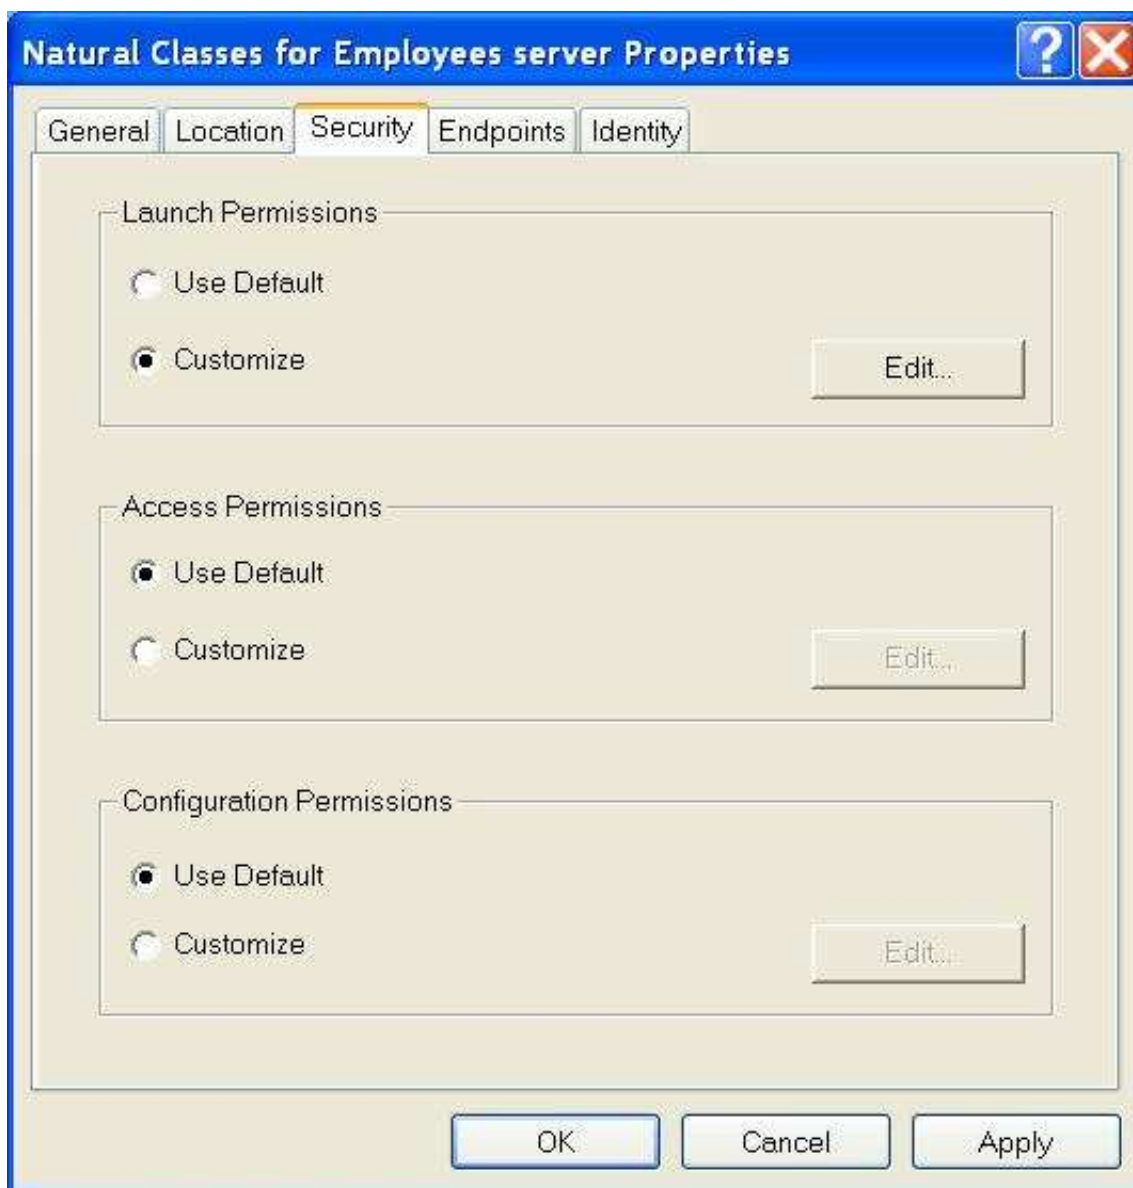 Natural Classes for Employees server Properties
General Location Security Endpoints Identity
Launch Permissions
Use Default
Customize Edit...
Access Permissions
Use Default
Customize Edit...
Configuration Permissions
Use Default
Customize Edit...
OK Cancel Apply